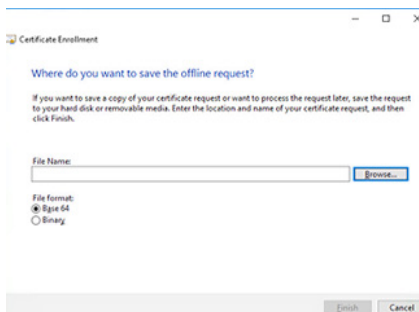 Certificate Enrollment
Where do you want to save the offline request?
If you want to save a copy of your certificate request or want to process the request later, save the request
to your hard disk or removable media. Enter the location and name of your certificate request, and then
click Finish.
File Name:
Browse...
File format:
Base 64
Binary
Finish
Cancel